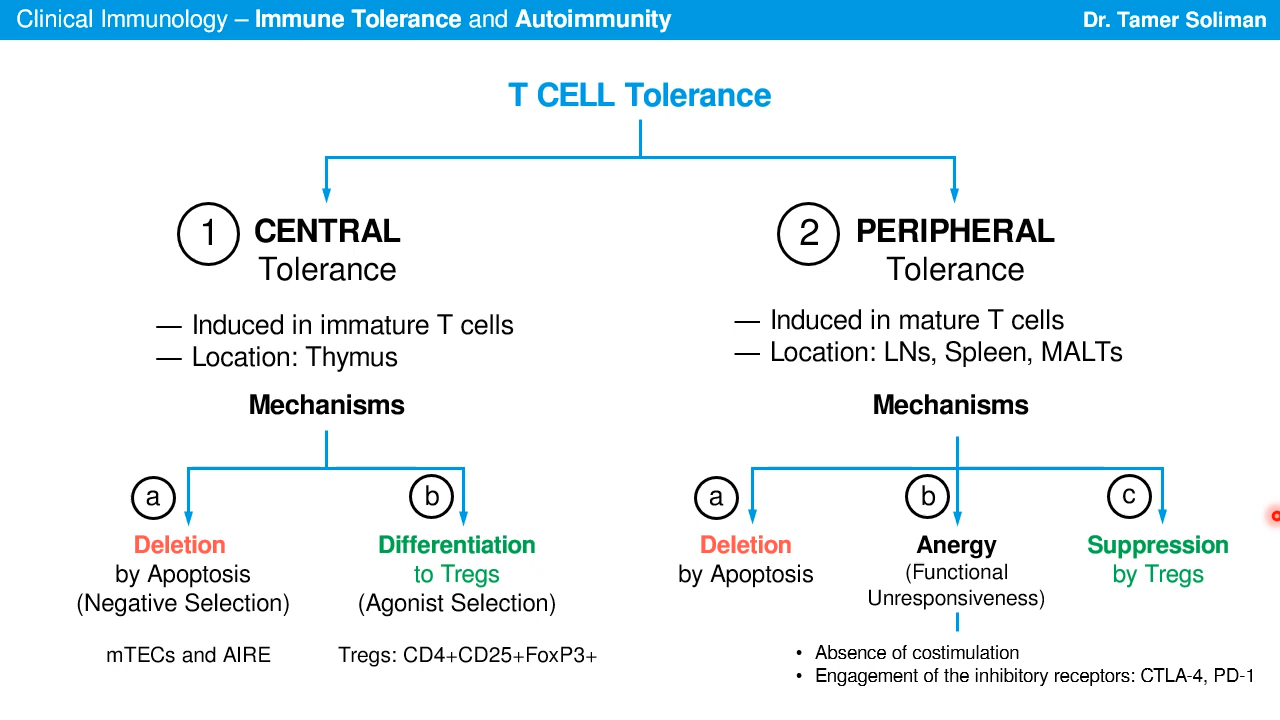 Clinical Immunology – Immune Tolerance and Autoimmunity
Dr. Tamer Soliman
T CELL Tolerance
1
CENTRAL
Tolerance
— Induced in immature T cells
— Location: Thymus
Mechanisms
a
Deletion
by Apoptosis
(Negative Selection)
mTECs and AIRE
b
Differentiation
to Tregs
(Agonist Selection)
Tregs: CD4+CD25+FoxP3+
2
PERIPHERAL
Tolerance
— Induced in mature T cells
— Location: LNs, Spleen, MALTs
Mechanisms
a
Deletion
by Apoptosis
b
Anergy
(Functional
Unresponsiveness)
• Absence of costimulation
• Engagement of the inhibitory receptors: CTLA-4, PD-1
c
Suppression
by Tregs